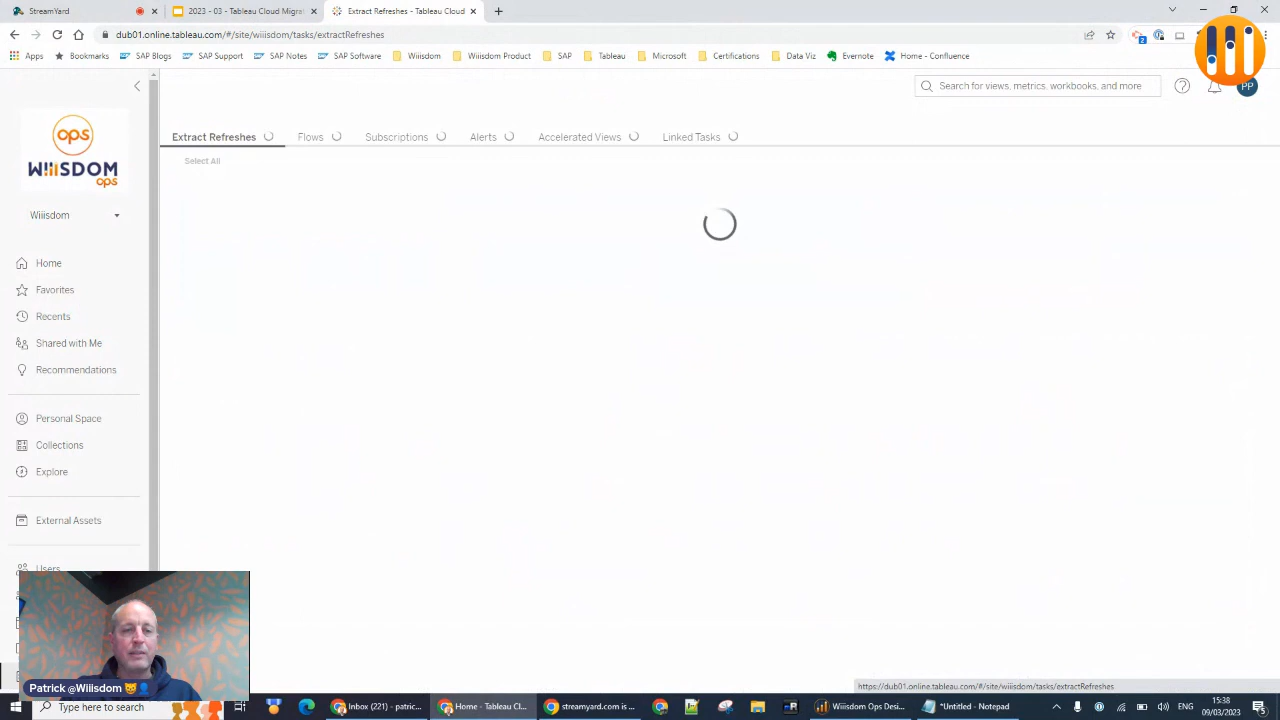 StreamYard
2023 - 03 - Tableau Cloud Migra
Extract Refreshes - Tableau Cloud
dub01.online.tableau.com/#/site/wiiisdom/tasks/extractRefreshes
2
Apps
Bookmarks
SAP Blogs
SAP Support
SAP Notes
SAP Software
Wiiisdom
Wiiisdom Product
SAP
Tableau
Microsoft
Certifications
Data Viz
Evernote
Home - Confluence
Search for views, metrics, workbooks, and more
PP
ops
WIIISDOM
ops
Wiiisdom
Extract Refreshes
Flows
Subscriptions
Alerts
Accelerated Views
Linked Tasks
Select All
Home
Favorites
Recents
Shared with Me
Recommendations
Personal Space
Collections
Explore
External Assets
Users
Patrick @Wiiisdom
https://dub01.online.tableau.com/#/site/wiiisdom/tasks/extractRefreshes
Type here to search
Inbox (221) - patric...
Home - Tableau Cl...
streamyard.com is ...
Wiiisdom Ops Desi...
*Untitled - Notepad
15:38
09/03/2023